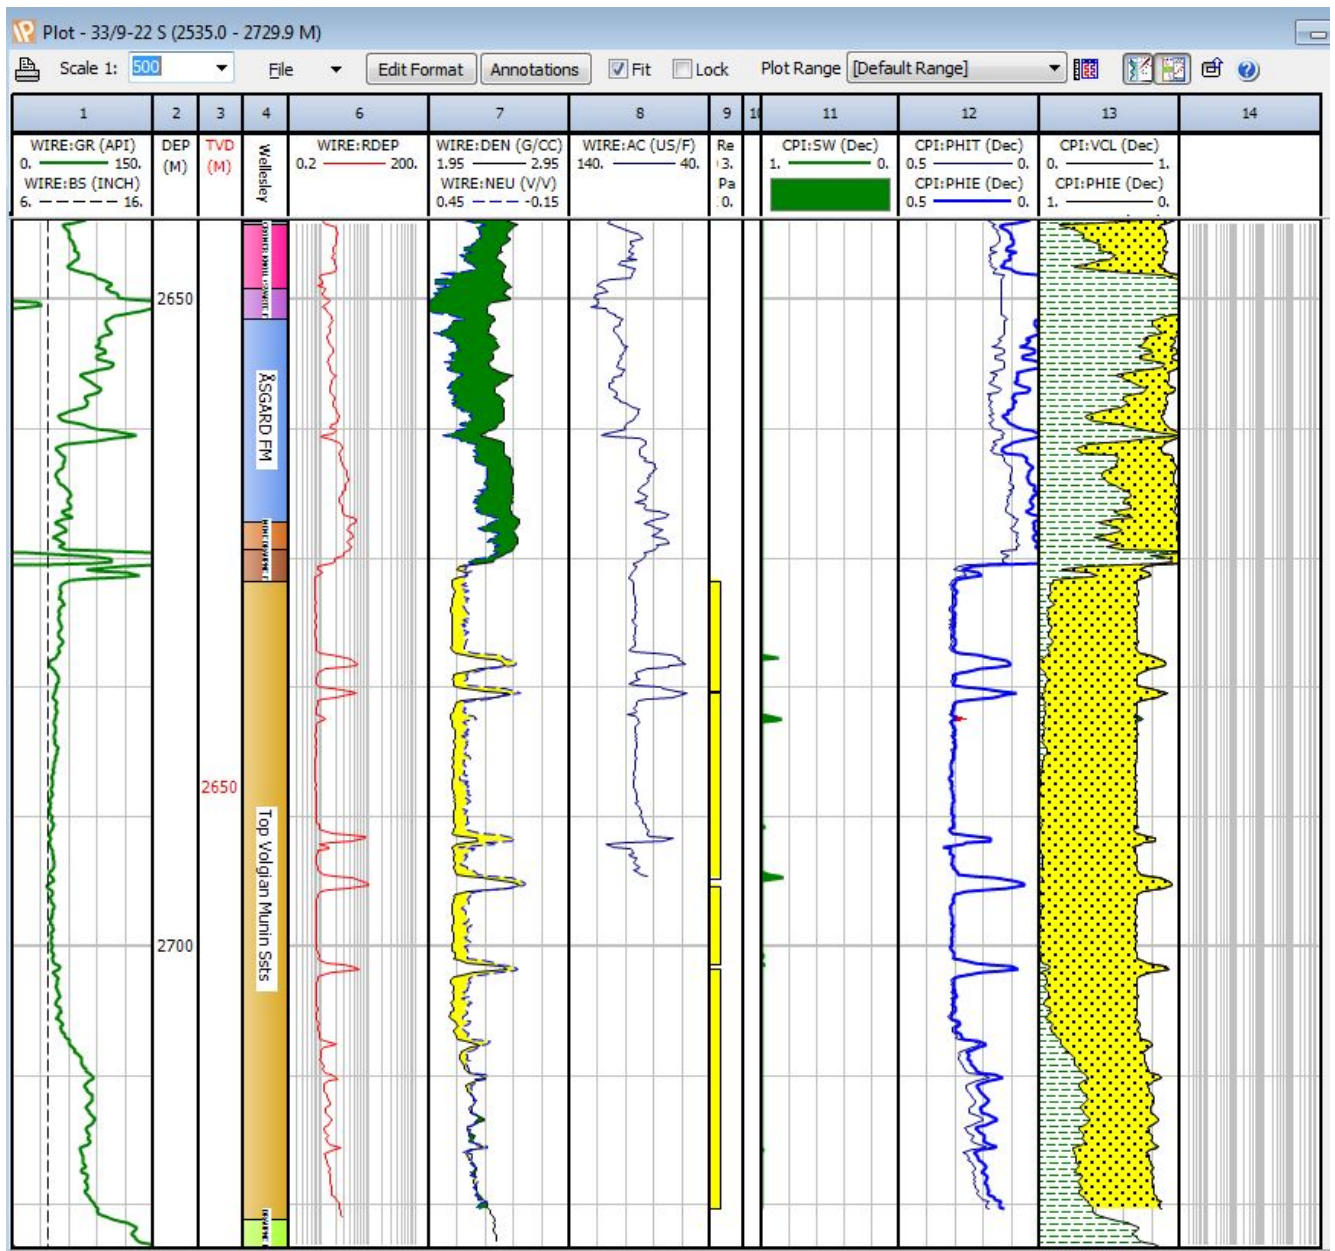 Plot - 33/9-22 S (2535.0 - 2729.9 M)
Scale 1: 500 File Edit Format Annotations Fit Lock Plot Range [Default Range]
1 2 3 4 6 7 8 9 10 11 12 13 14
WIRE:GR (API)
0. 150.
WIRE:BS (INCH)
6. 16.
DEP
(M)
TVD
(M)
Wellesley
WIRE:RDEP
0.2 200.
WIRE:DEN (G/CC)
1.95 2.95
WIRE:NEU (V/V)
0.45 -0.15
WIRE:AC (US/F)
140. 40.
Re
3.
Pa
0.
CPI:SW (Dec)
1. 0.
CPI:PHIT (Dec)
0.5 0.
CPI:PHIE (Dec)
0.5 0.
CPI:VCL (Dec)
0. 1.
CPI:PHIE (Dec)
1. 0.
2650
ÅSGARD FM
2650
Top Volgian Munin Ssts
2700